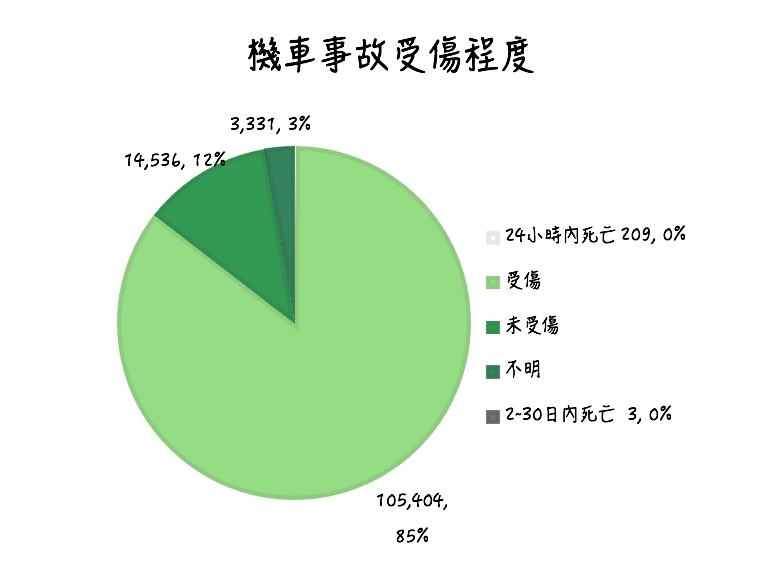 機車事故受傷程度
3,331, 3%
14,536, 12%
24小時內死亡 209, 0%
受傷
未受傷
不明
2~30日內死亡 3, 0%
105,404,
85%